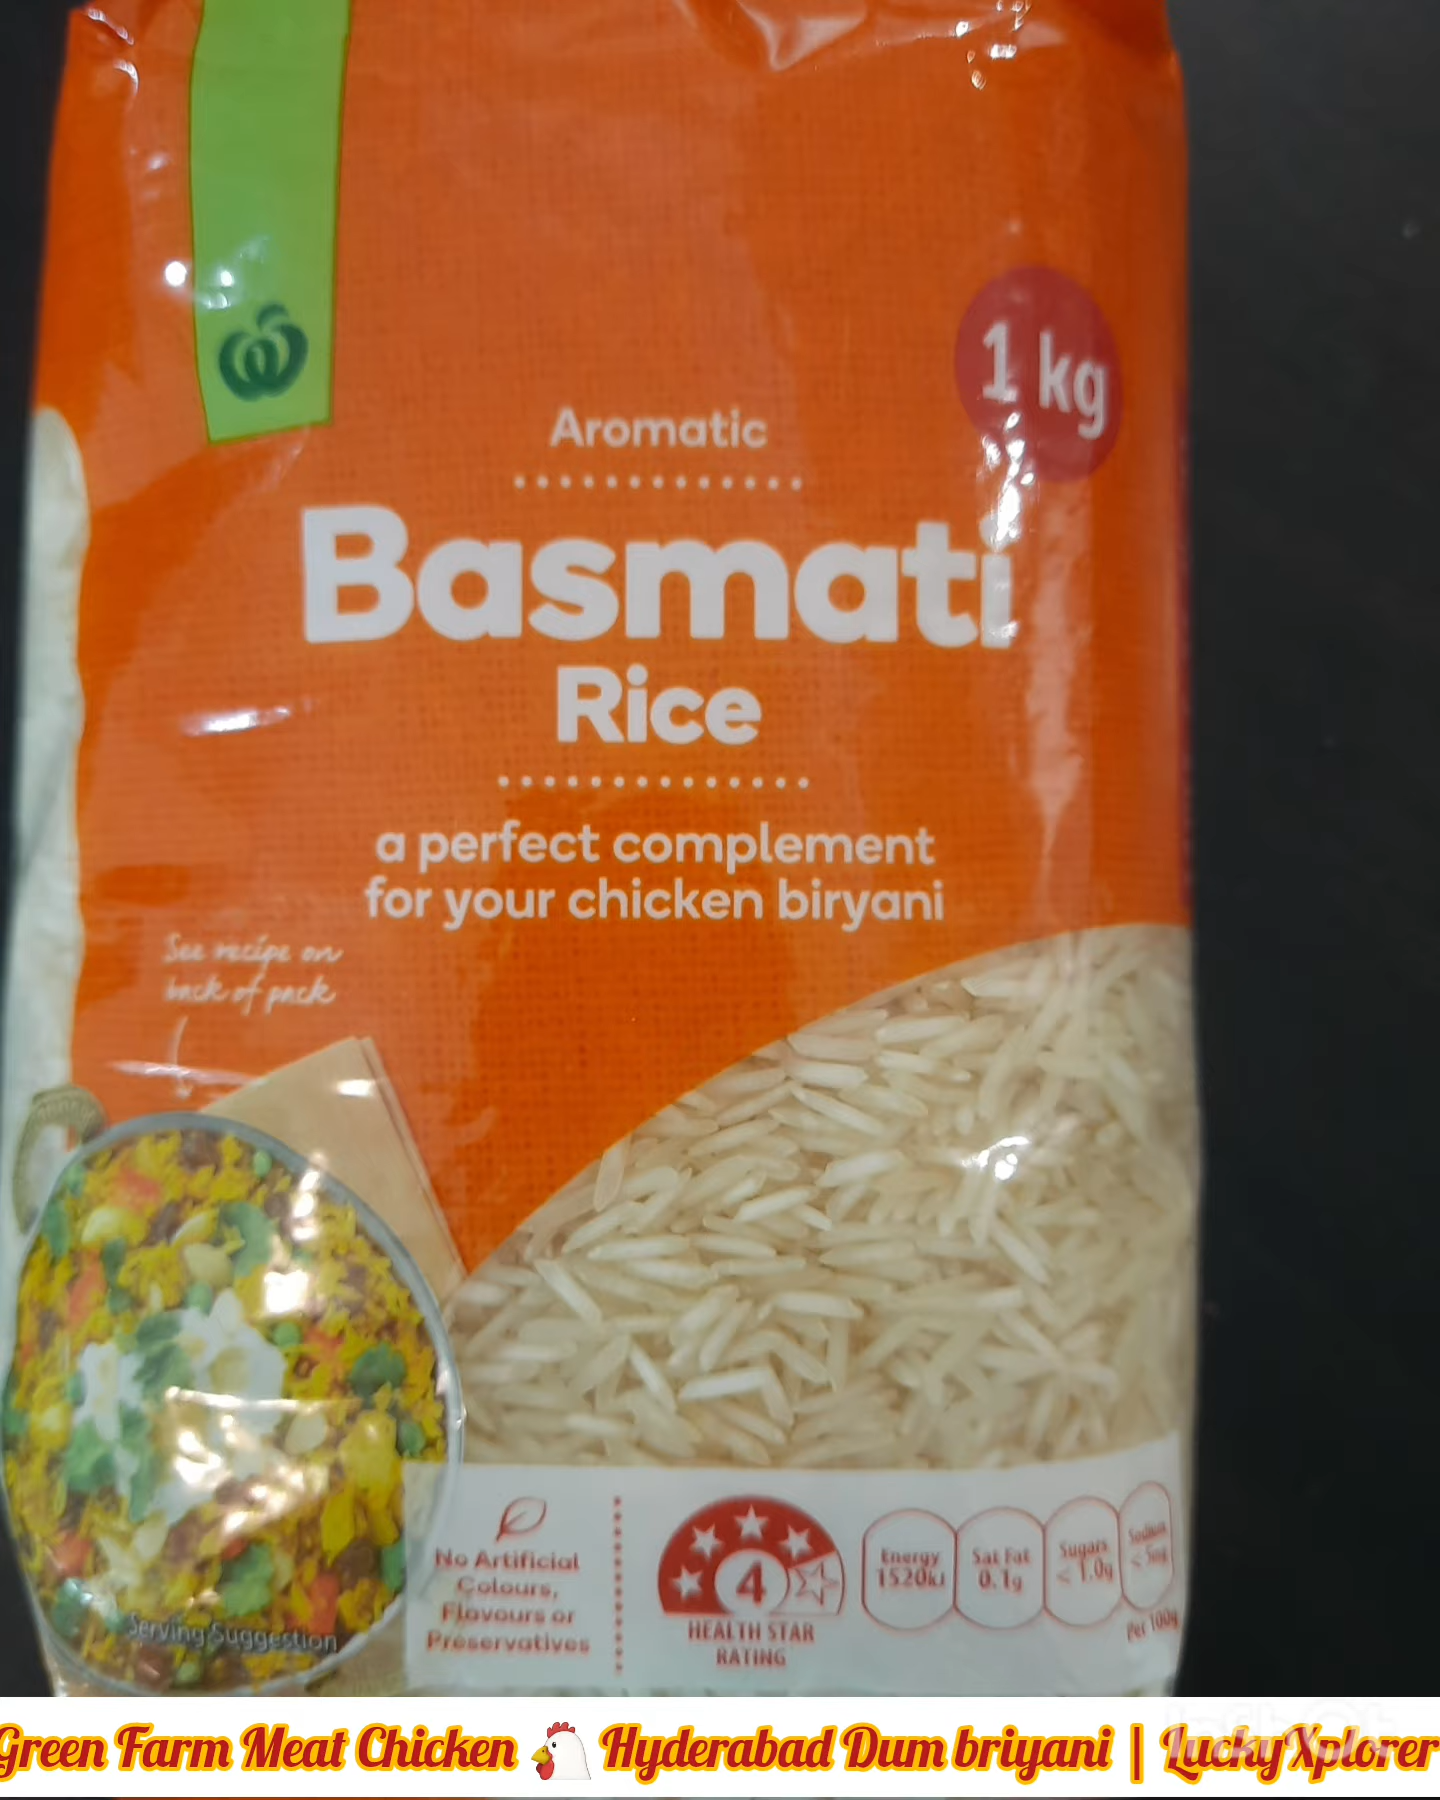 1 kg
Aromatic
Basmati
Rice
a perfect complement
for your chicken biryani
See recipe on
back of pack
Serving Suggestion
No Artificial
Colours,
Flavours or
Preservatives
4
HEALTH STAR
RATING
Energy
1520kJ
Sat Fat
0.1g
Sugars
< 1.0g
Sodium
< 5mg
Per 100g
Green Farm Meat Chicken 🐔 Hyderabad Dum briyani | LuckyXplorer